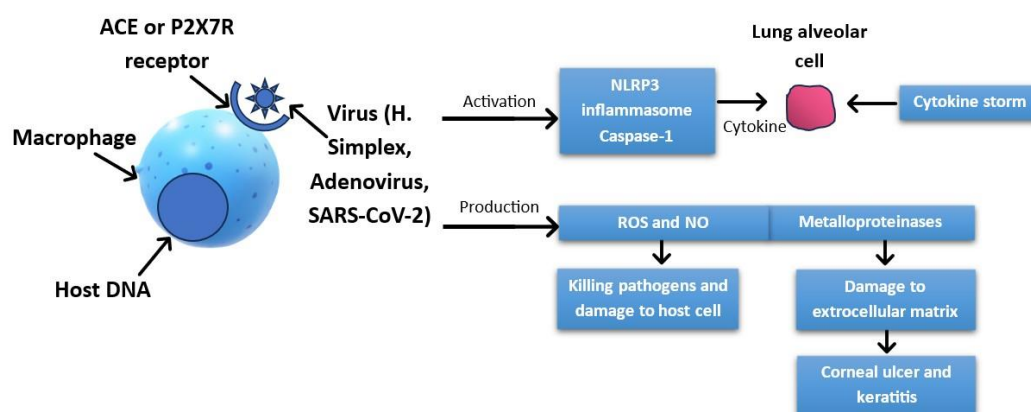 ACE or P2X7R
receptor
Macrophage
Host DNA
Virus (H.
Simplex,
Adenovirus,
SARS-CoV-2)
Activation
NLRP3
inflammasome
Caspase-1
Cytokine
Lung alveolar
cell
Cytokine storm
Production
ROS and NO
Metalloproteinases
Killing pathogens and
damage to host cell
Damage to
extrocellular matrix
Corneal ulcer and
keratitis